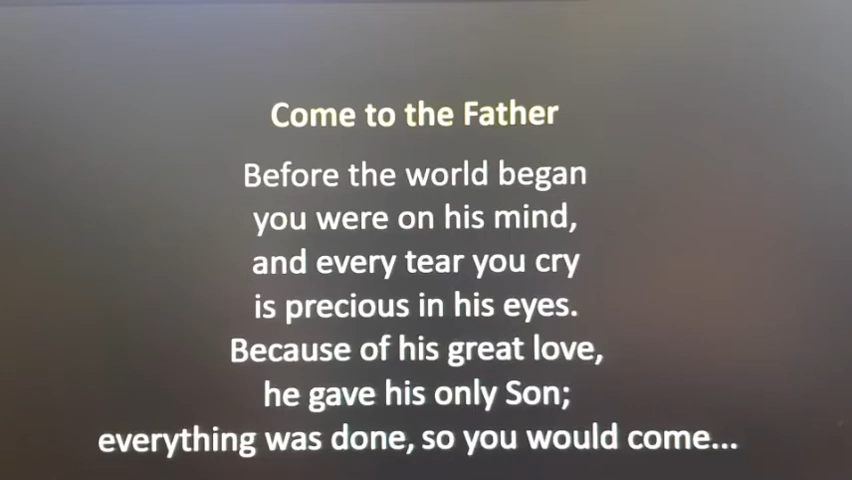 Come to the Father
Before the world began
you were on his mind,
and every tear you cry
is precious in his eyes.
Because of his great love,
he gave his only Son;
everything was done, so you would come...